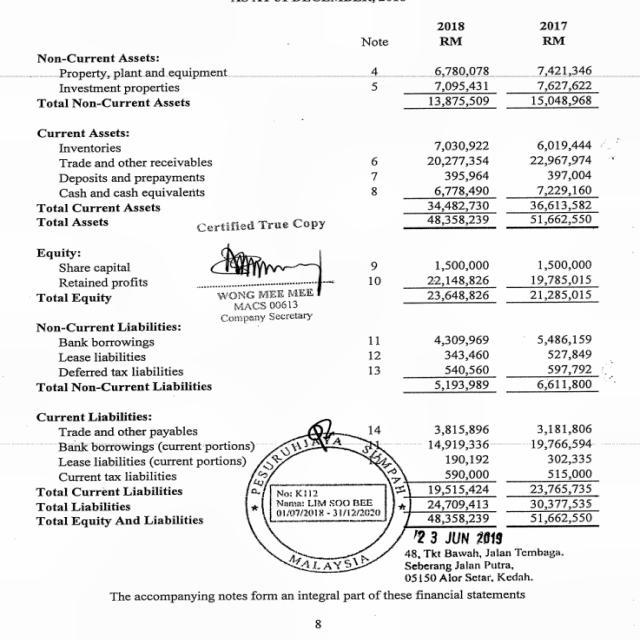 AS AT 31 DECEMBER, 2018
2018 2017
Note RM RM
Non-Current Assets:
Property, plant and equipment 4 6,780,078 7,421,346
Investment properties 5 7,095,431 7,627,622
Total Non-Current Assets 13,875,509 15,048,968
Current Assets:
Inventories 7,030,922 6,019,444
Trade and other receivables 6 20,277,354 22,967,974
Deposits and prepayments 7 395,964 397,004
Cash and cash equivalents 8 6,778,490 7,229,160
Total Current Assets 34,482,730 36,613,582
Total Assets 48,358,239 51,662,550
Certified True Copy
Equity:
Share capital 9 1,500,000 1,500,000
Retained profits 10 22,148,826 19,785,015
Total Equity 23,648,826 21,285,015
WONG MEE MEE
MACS 00613
Company Secretary
Non-Current Liabilities:
Bank borrowings 11 4,309,969 5,486,159
Lease liabilities 12 343,460 527,849
Deferred tax liabilities 13 540,560 597,792
Total Non-Current Liabilities 5,193,989 6,611,800
Current Liabilities:
Trade and other payables 14 3,815,896 3,181,806
Bank borrowings (current portions) 11 14,919,336 19,766,594
Lease liabilities (current portions) 190,192 302,335
Current tax liabilities 590,000 515,000
Total Current Liabilities 19,515,424 23,765,735
Total Liabilities 24,709,413 30,377,535
Total Equity And Liabilities 48,358,239 51,662,550
PESURUHJAYA SUMPAH
No: K112
Nama: LIM SOO BEE
01/07/2018 - 31/12/2020
MALAYSIA
23 JUN 2019
48, Tkt Bawah, Jalan Tembaga.
Seberang Jalan Putra,
05150 Alor Setar, Kedah.
The accompanying notes form an integral part of these financial statements
8